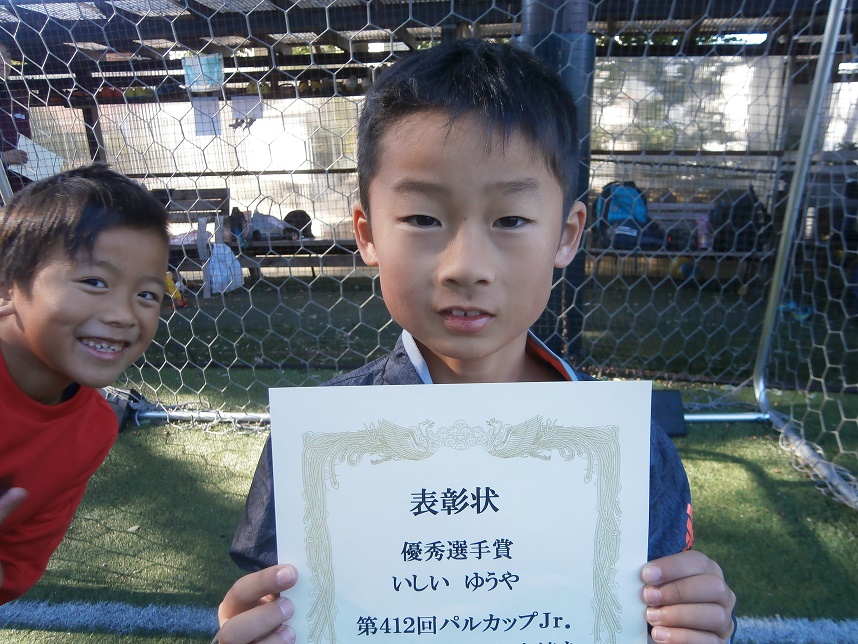 表彰状
優秀選手賞
いしい ゆうや
第412回パルカップJr.